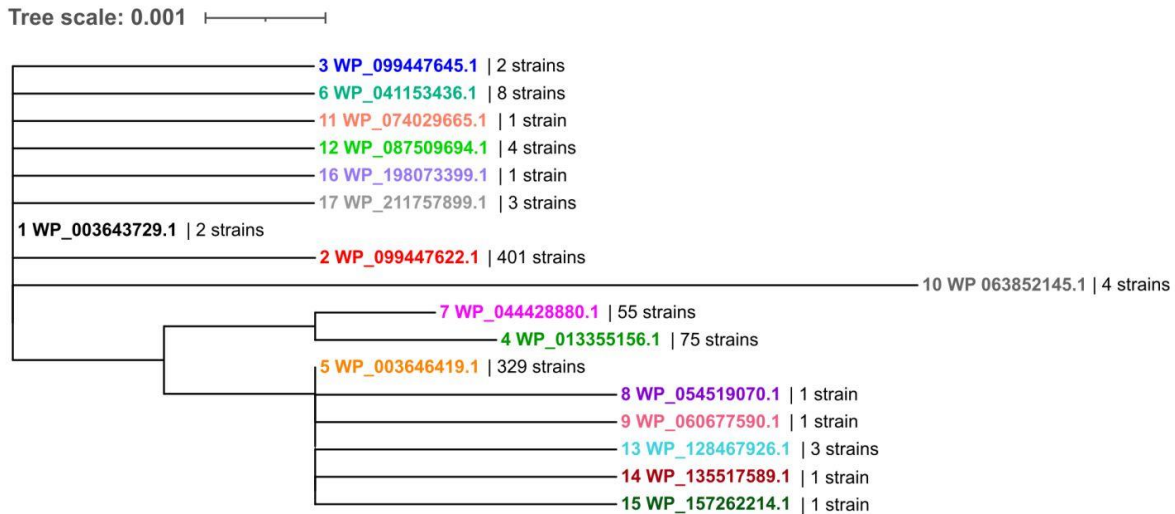 Tree scale: 0.001
3 WP_099447645.1 | 2 strains
6 WP_041153436.1 | 8 strains
11 WP_074029665.1 | 1 strain
12 WP_087509694.1 | 4 strains
16 WP_198073399.1 | 1 strain
17 WP_211757899.1 | 3 strains
1 WP_003643729.1 | 2 strains
2 WP_099447622.1 | 401 strains
10 WP 063852145.1 | 4 strains
7 WP_044428880.1 | 55 strains
4 WP_013355156.1 | 75 strains
5 WP_003646419.1 | 329 strains
8 WP_054519070.1 | 1 strain
9 WP_060677590.1 | 1 strain
13 WP_128467926.1 | 3 strains
14 WP_135517589.1 | 1 strain
15 WP_157262214.1 | 1 strain